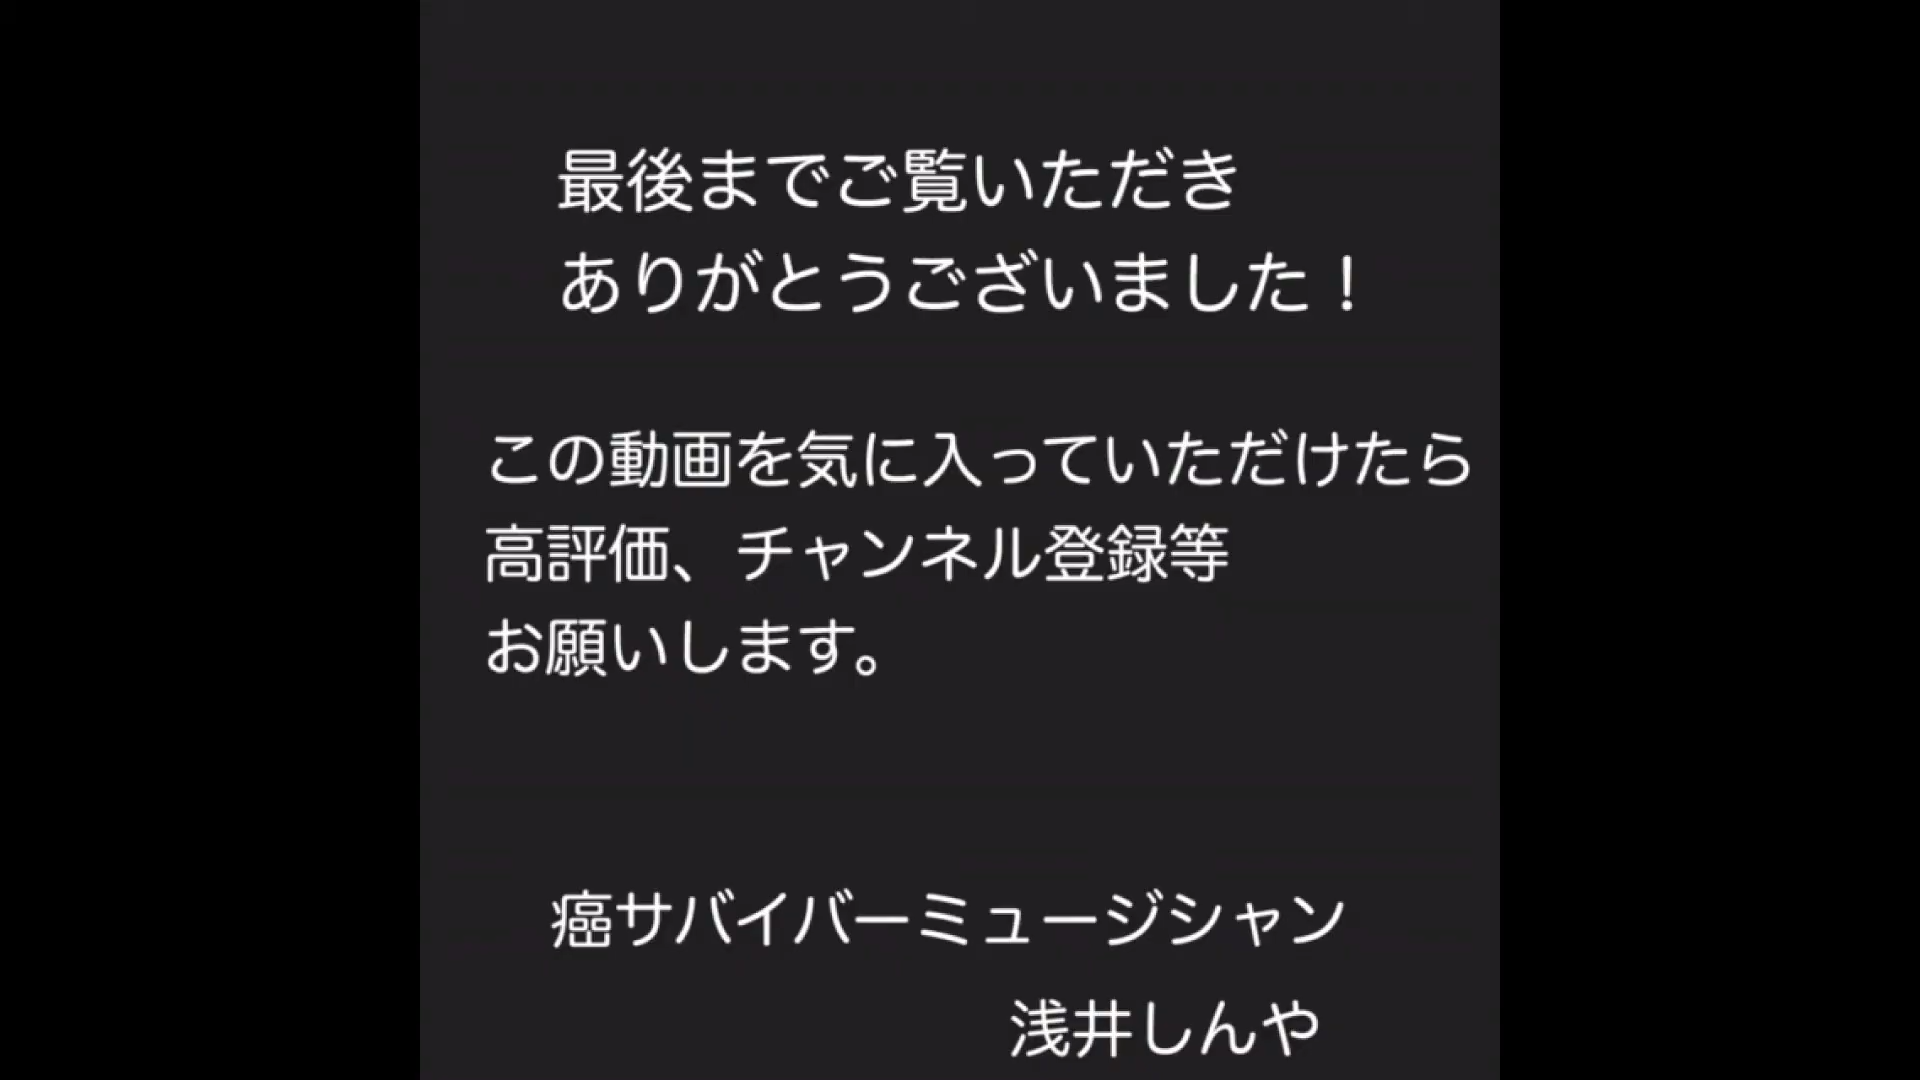 最後までご覧いただき
ありがとうございました！
この動画を気に入っていただけたら
高評価、チャンネル登録等
お願いします。
癌サバイバーミュージシャン
浅井しんや